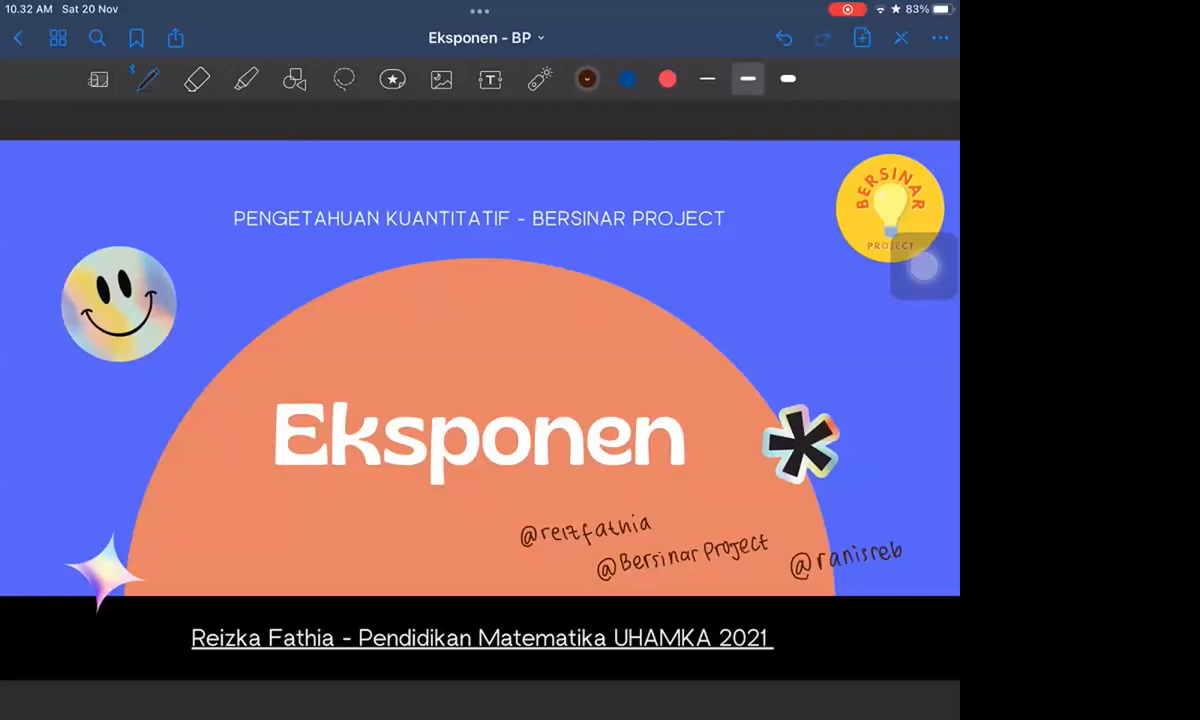 10.32 AM Sat 20 Nov
83%
Eksponen - BP
T
PENGETAHUAN KUANTITATIF - BERSINAR PROJECT
BERSINAR
PROJECT
Eksponen
@reizfathia
@Bersinar Project
@ranisreb
Reizka Fathia - Pendidikan Matematika UHAMKA 2021